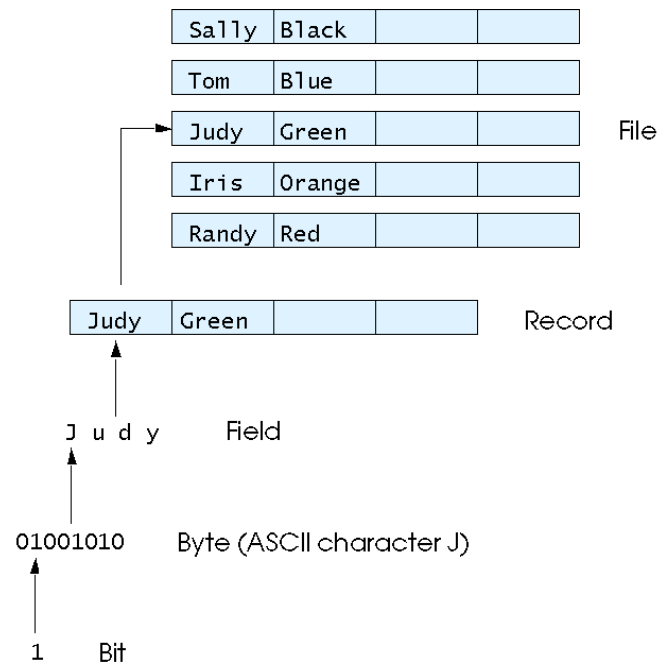 Sally Black
Tom Blue
Judy Green File
Iris Orange
Randy Red
Judy Green Record
J u d y Field
01001010 Byte (ASCII character J)
1 Bit